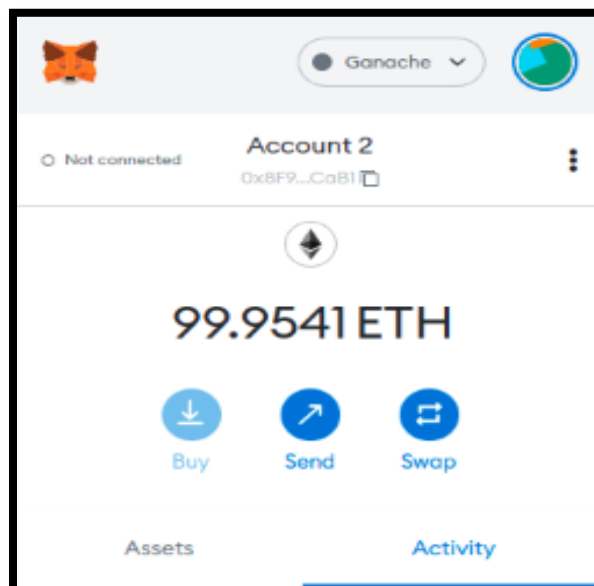 Ganache
Not connected
Account 2
0x8F9...CaB1
99.9541 ETH
Buy Send Swap
Assets Activity